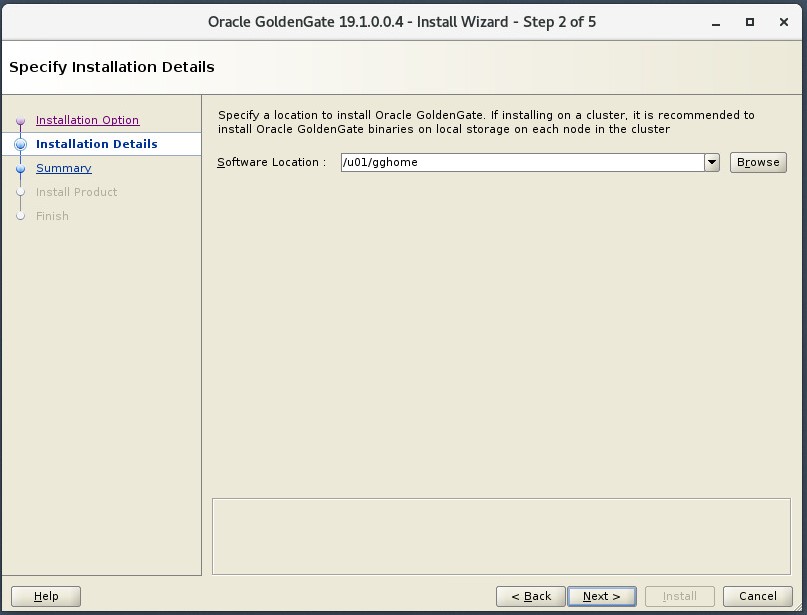 Oracle GoldenGate 19.1.0.0.4 - Install Wizard - Step 2 of 5
Specify Installation Details
Installation Option
Installation Details
Summary
Install Product
Finish
Specify a location to install Oracle GoldenGate. If installing on a cluster, it is recommended to
install Oracle GoldenGate binaries on local storage on each node in the cluster
Software Location :
/u01/gghome
Browse
Help
< Back
Next >
Install
Cancel